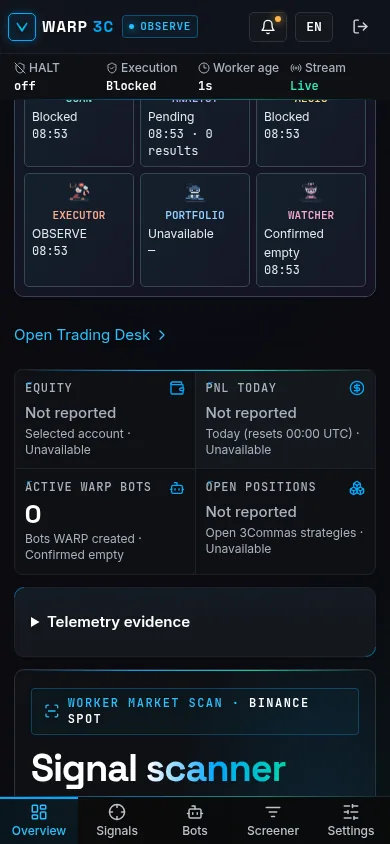 WARP 3C OBSERVE EN
HALT Execution Worker age Stream
off Blocked 1s Live
Blocked Pending Blocked
08:53 08:53 · 0 08:53
results
EXECUTOR PORTFOLIO WATCHER
OBSERVE Unavailable Confirmed
08:53 — empty
08:53
Open Trading Desk
EQUITY PNL TODAY
Not reported Not reported
Selected account · Today (resets 00:00 UTC) ·
Unavailable Unavailable
ACTIVE WARP BOTS OPEN POSITIONS
0 Not reported
Bots WARP created · Open 3Commas strategies ·
Confirmed empty Unavailable
Telemetry evidence
WORKER MARKET SCAN · BINANCE
SPOT
Signal scanner
Overview Signals Bots Screener Settings